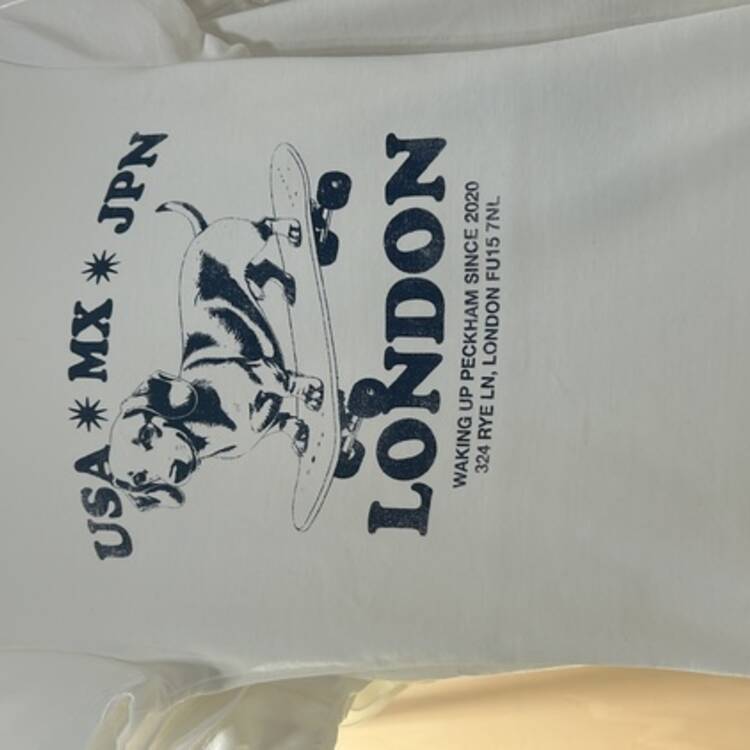 USA ✷ MX ✷ JPN
LONDON
WAKING UP PECKHAM SINCE 2020
324 RYE LN, LONDON FU15 7NL